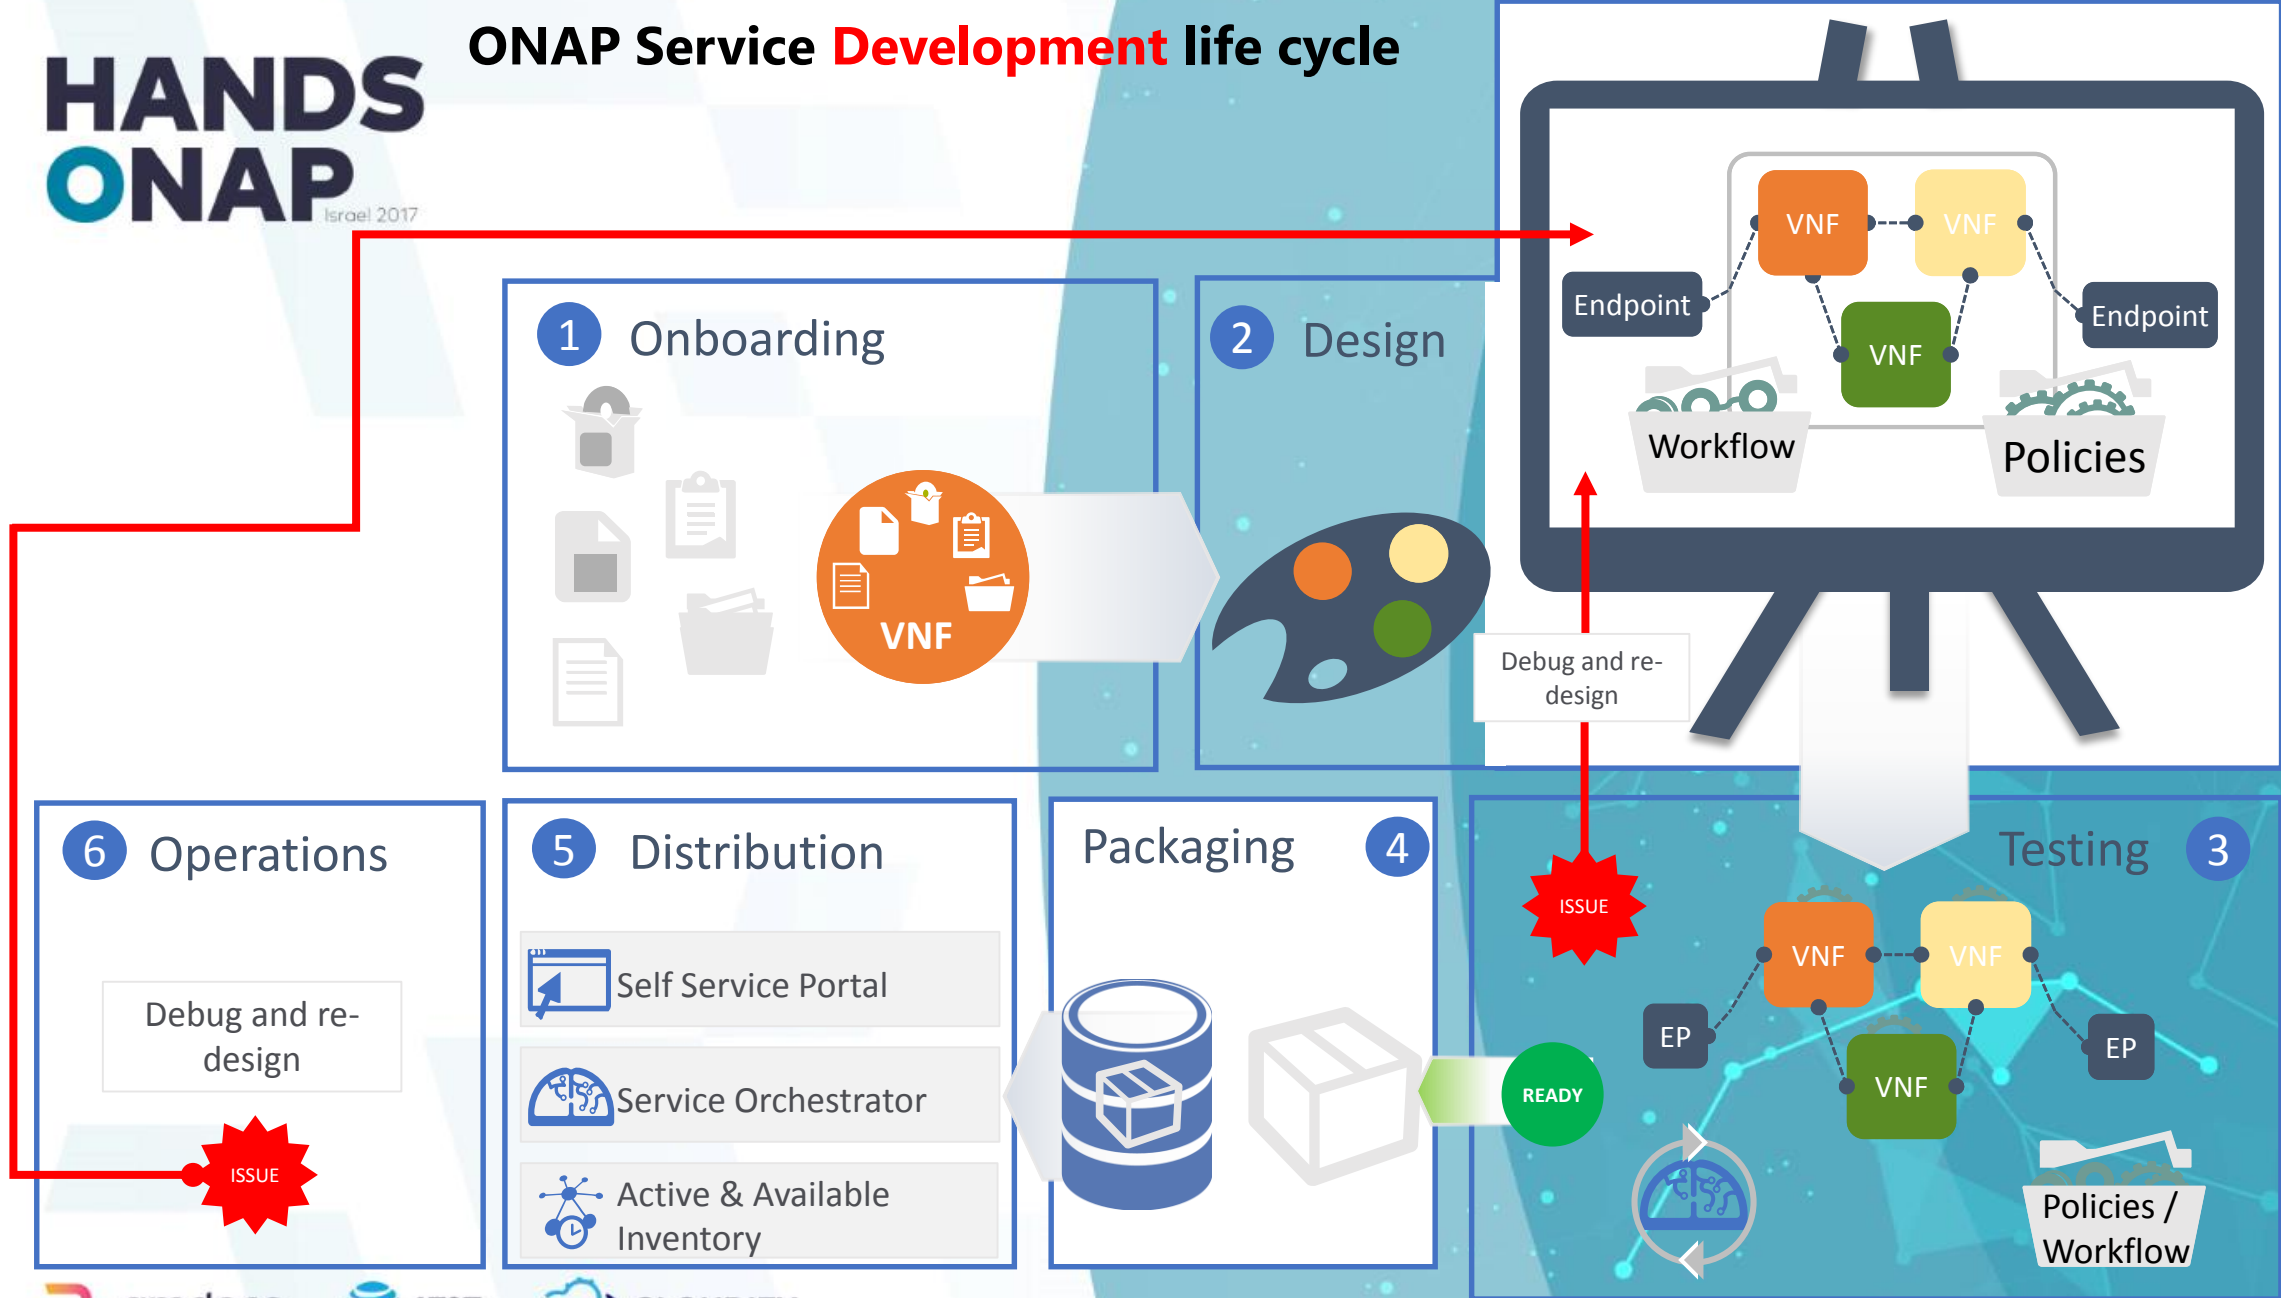 ONAP Service Development life cycle
HANDS
ONAP
Israel 2017
VNF
VNF
Endpoint
Endpoint
VNF
Workflow
Policies
1
Onboarding
VNF
2
Design
Debug and re-
design
6
Operations
Debug and re-
design
ISSUE
5
Distribution
Self Service Portal
Service Orchestrator
Active & Available
Inventory
Packaging
4
ISSUE
READY
Testing
3
VNF
VNF
EP
EP
VNF
Policies /
Workflow